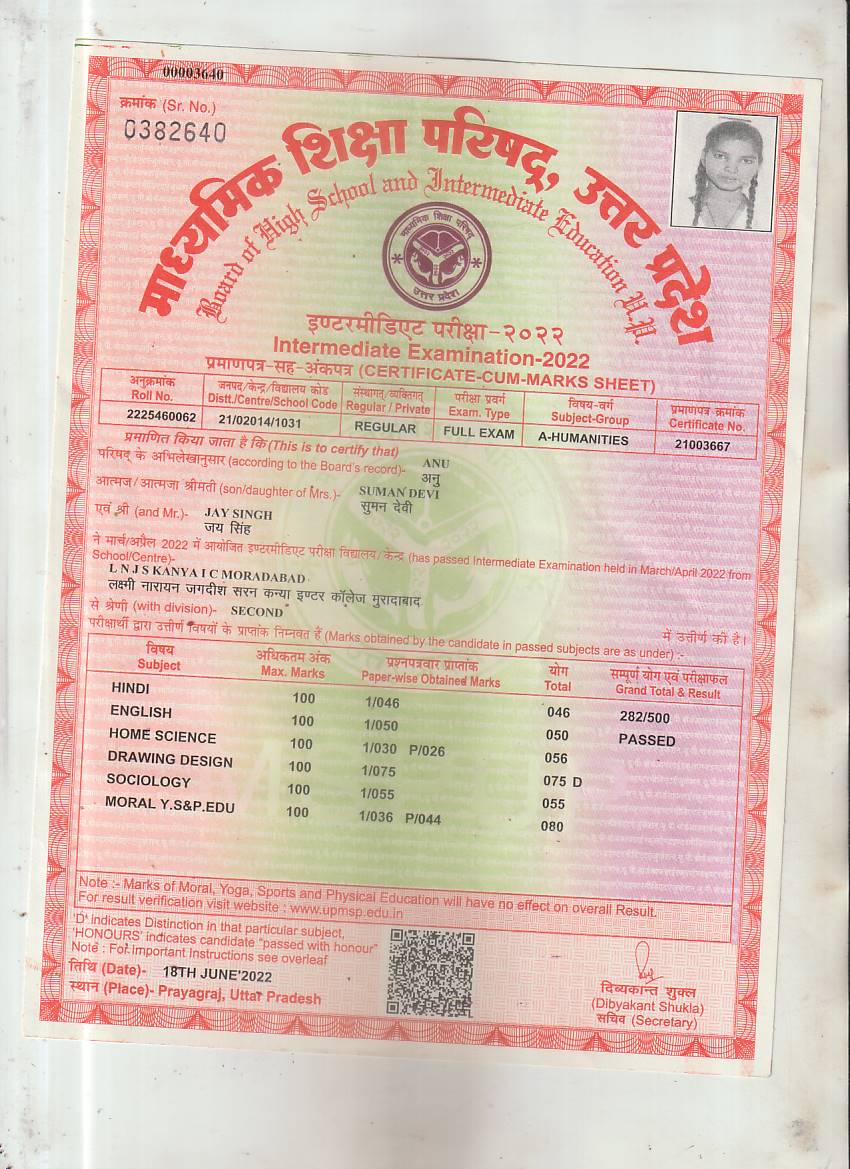 00003640
क्रमांक (Sr. No.)
0382640
माध्यमिक शिक्षा परिषद्, उत्तर प्रदेश
Board of High School and Intermediate Education U.P.
माध्यमिक शिक्षा परिषद्
उत्तर प्रदेश
इण्टरमीडिएट परीक्षा-२०२२
Intermediate Examination-2022
प्रमाणपत्र-सह-अंकपत्र (CERTIFICATE-CUM-MARKS SHEET)
अनुक्रमांक जनपद/केन्द्र/विद्यालय कोड संस्थागत/व्यक्तिगत् परीक्षा प्रवर्ग विषय-वर्ग प्रमाणपत्र क्रमांक
Roll No. Distt./Centre/School Code Regular / Private Exam. Type Subject-Group Certificate No.
2225460062 21/02014/1031 REGULAR FULL EXAM A-HUMANITIES 21003667
प्रमाणित किया जाता है कि (This is to certify that)
परिषद् के अभिलेखानुसार (according to the Board's record)- ANU
अनु
आत्मज/आत्मजा श्रीमती (son/daughter of Mrs.)- SUMAN DEVI
सुमन देवी
एवं श्री (and Mr.)- JAY SINGH
जय सिंह
ने मार्च/अप्रैल 2022 में आयोजित इण्टरमीडिएट परीक्षा विद्यालय/केन्द्र (has passed Intermediate Examination held in March/April 2022 from
School/Centre)-
L N J S KANYA I C MORADABAD
लक्ष्मी नारायन जगदीश सरन कन्या इण्टर कॉलेज मुरादाबाद
से श्रेणी (with division)- SECOND में उत्तीर्ण की है।
परीक्षार्थी द्वारा उत्तीर्ण विषयों के प्राप्तांक निम्नवत हैं (Marks obtained by the candidate in passed subjects are as under) :-
विषय अधिकतम अंक प्रश्नपत्रवार प्राप्तांक योग सम्पूर्ण योग एवं परीक्षाफल
Subject Max. Marks Paper-wise Obtained Marks Total Grand Total & Result
HINDI 100 1/046 046 282/500
ENGLISH 100 1/050 050 PASSED
HOME SCIENCE 100 1/030 P/026 056
DRAWING DESIGN 100 1/075 075 D
SOCIOLOGY 100 1/055 055
MORAL Y.S&P.EDU 100 1/036 P/044 080
Note :- Marks of Moral, Yoga, Sports and Physical Education will have no effect on overall Result.
For result verification visit website : www.upmsp.edu.in
'D' indicates Distinction in that particular subject,
'HONOURS' indicates candidate "passed with honour"
Note : For Important Instructions see overleaf
तिथि (Date)- 18TH JUNE'2022
स्थान (Place)- Prayagraj, Uttar Pradesh
दिव्यकान्त शुक्ल
(Dibyakant Shukla)
सचिव (Secretary)